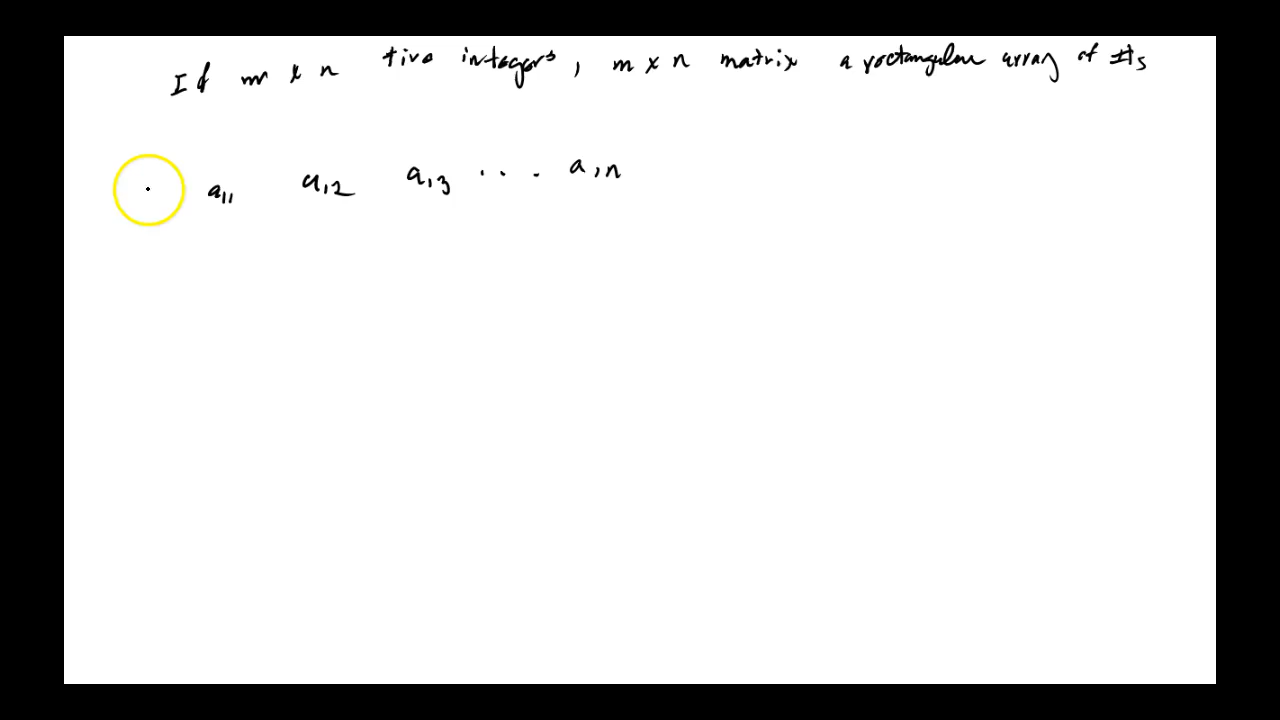 If m & n +ive integers, m x n matrix a rectangular array of #s
a11 a12 a13 ... a1n